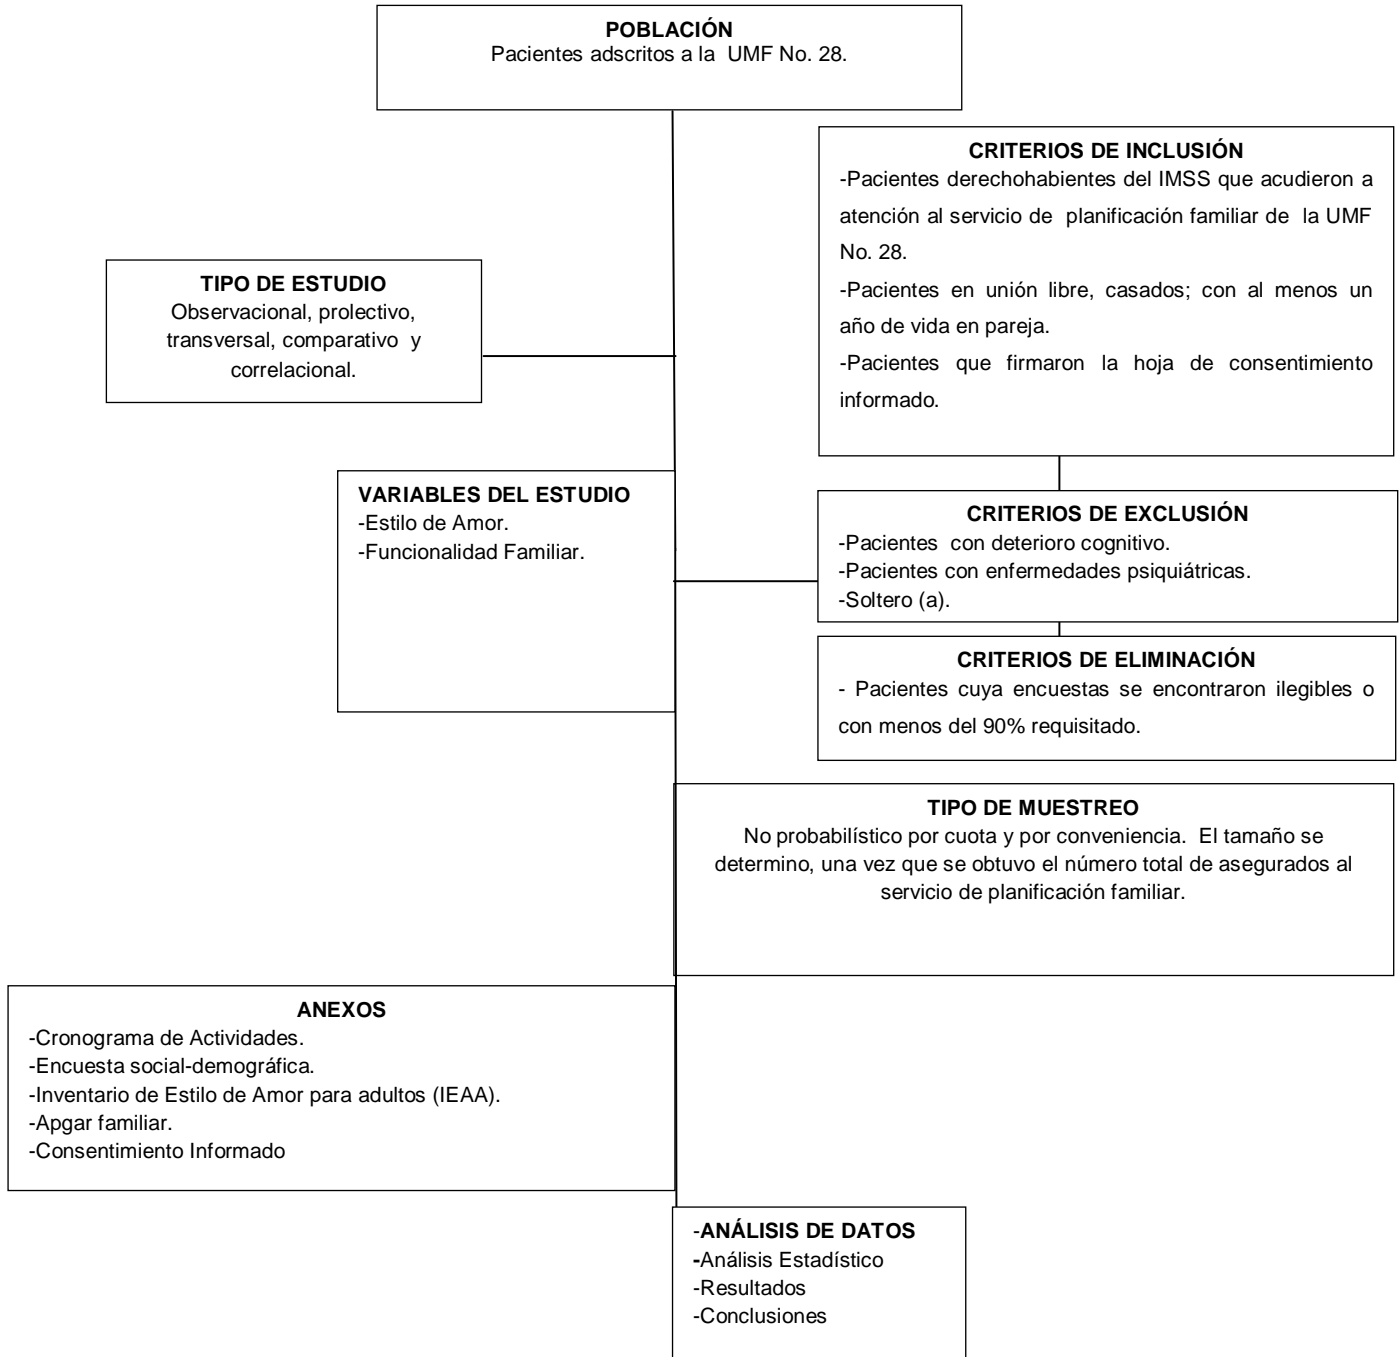 POBLACIÓN
Pacientes adscritos a la UMF No. 28.
CRITERIOS DE INCLUSIÓN
-Pacientes derechohabientes del IMSS que acudieron a
atención al servicio de planificación familiar de la UMF
No. 28.
-Pacientes en unión libre, casados; con al menos un
año de vida en pareja.
-Pacientes que firmaron la hoja de consentimiento
informado.
TIPO DE ESTUDIO
Observacional, prolectivo,
transversal, comparativo y
correlacional.
VARIABLES DEL ESTUDIO
-Estilo de Amor.
-Funcionalidad Familiar.
CRITERIOS DE EXCLUSIÓN
-Pacientes con deterioro cognitivo.
-Pacientes con enfermedades psiquiátricas.
-Soltero (a).
CRITERIOS DE ELIMINACIÓN
- Pacientes cuya encuestas se encontraron ilegibles o
con menos del 90% requisitado.
TIPO DE MUESTREO
No probabilístico por cuota y por conveniencia. El tamaño se
determino, una vez que se obtuvo el número total de asegurados al
servicio de planificación familiar.
ANEXOS
-Cronograma de Actividades.
-Encuesta social-demográfica.
-Inventario de Estilo de Amor para adultos (IEAA).
-Apgar familiar.
-Consentimiento Informado
-ANÁLISIS DE DATOS
-Análisis Estadístico
-Resultados
-Conclusiones